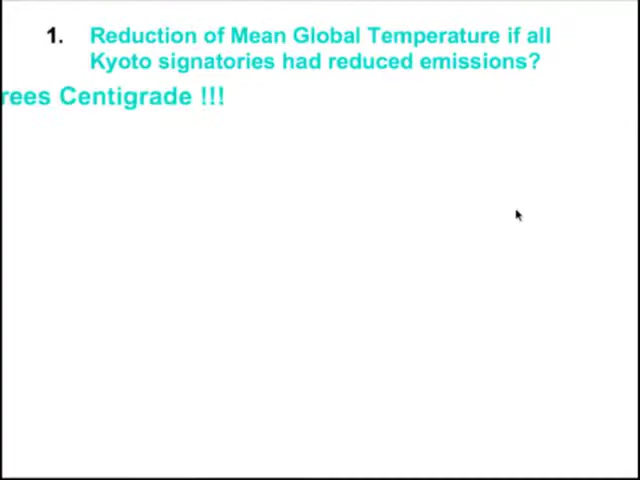 1. Reduction of Mean Global Temperature if all
Kyoto signatories had reduced emissions?
rees Centigrade !!!